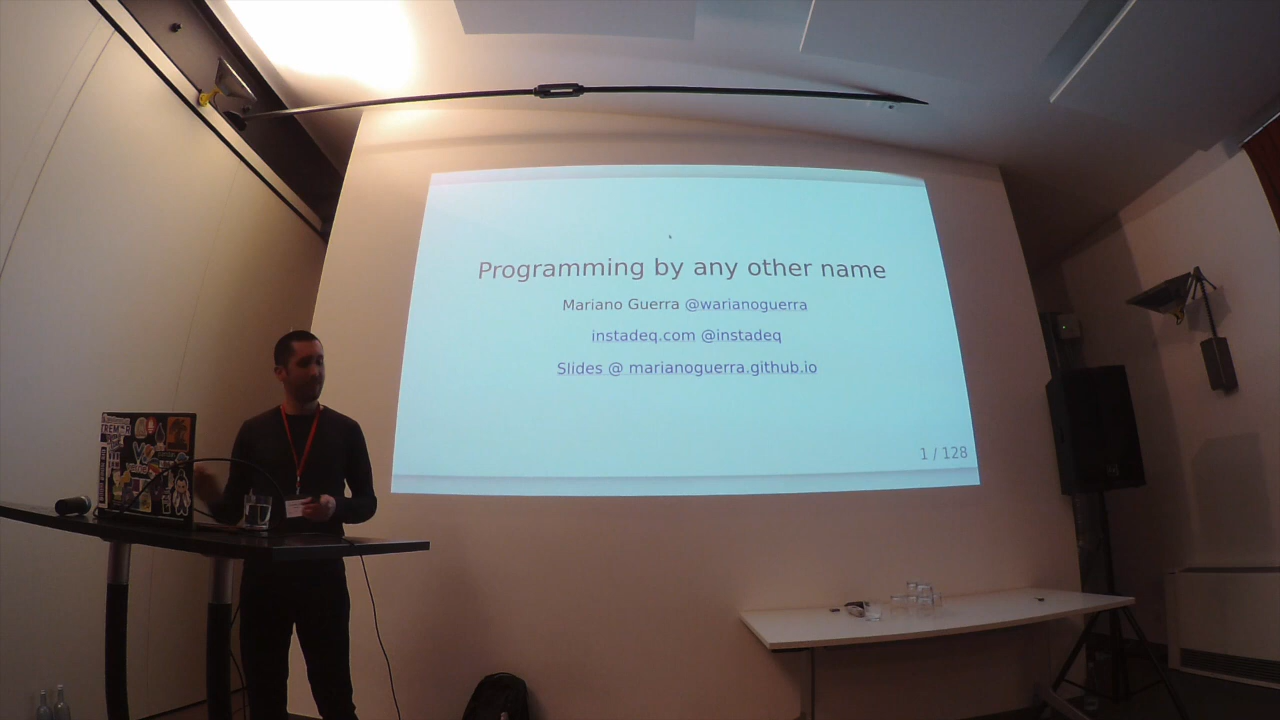 Programming by any other name
Mariano Guerra @warianoguerra
instadeq.com @instadeq
Slides @ marianoguerra.github.io
1 / 128